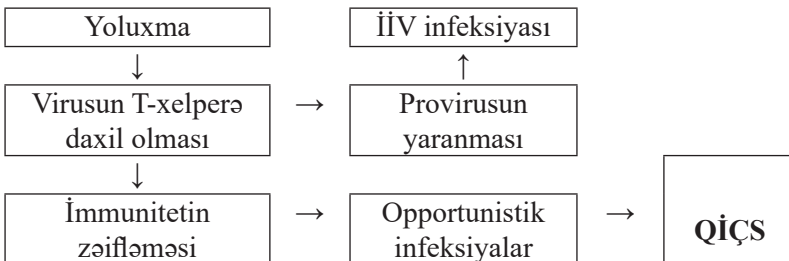 Yoluxma
İİV infeksiyası
↓
↑
Virusun T-xelperə
daxil olması
→
Provirusun
yaranması
↓
İmmunitetin
zəifləməsi
→
Opportunistik
infeksiyalar
→
QİÇS